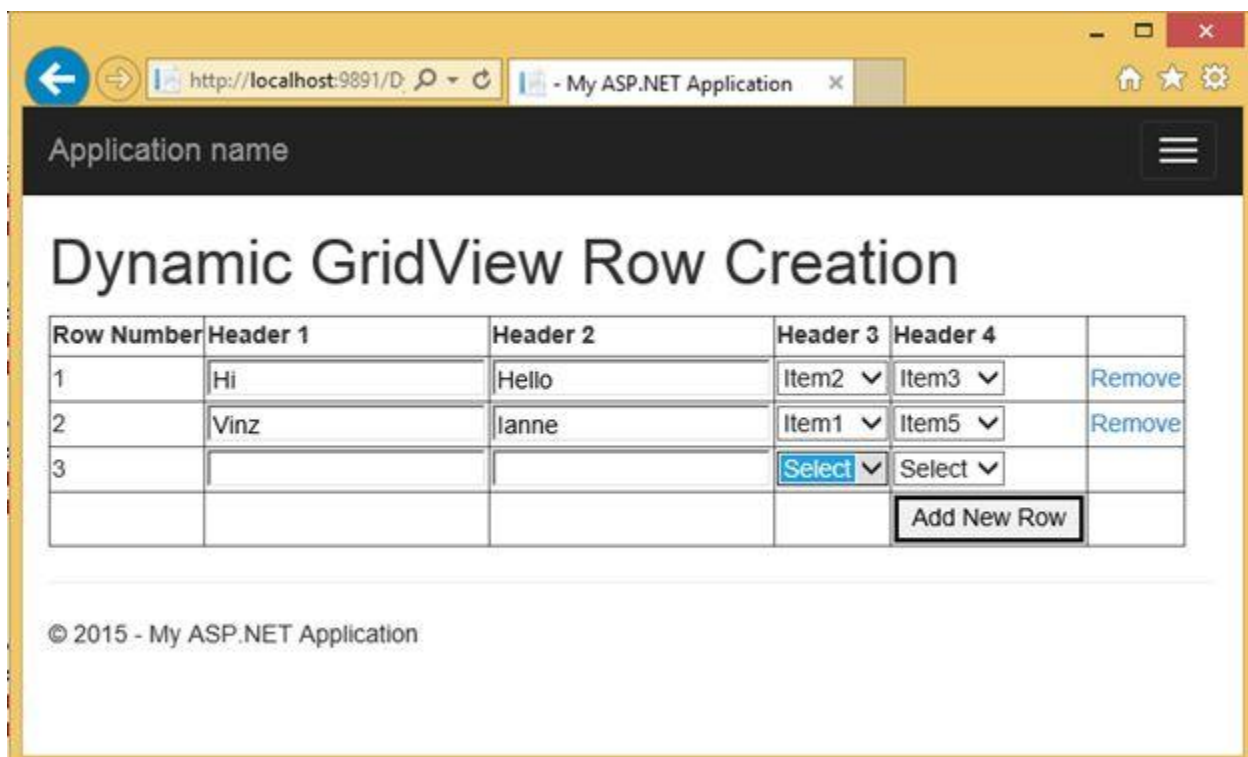 http://localhost:9891/D
- My ASP.NET Application
Application name
Dynamic GridView Row Creation
Row Number Header 1 Header 2 Header 3 Header 4
1 Hi Hello Item2 Item3 Remove
2 Vinz Ianne Item1 Item5 Remove
3 Select Select
Add New Row
© 2015 - My ASP.NET Application